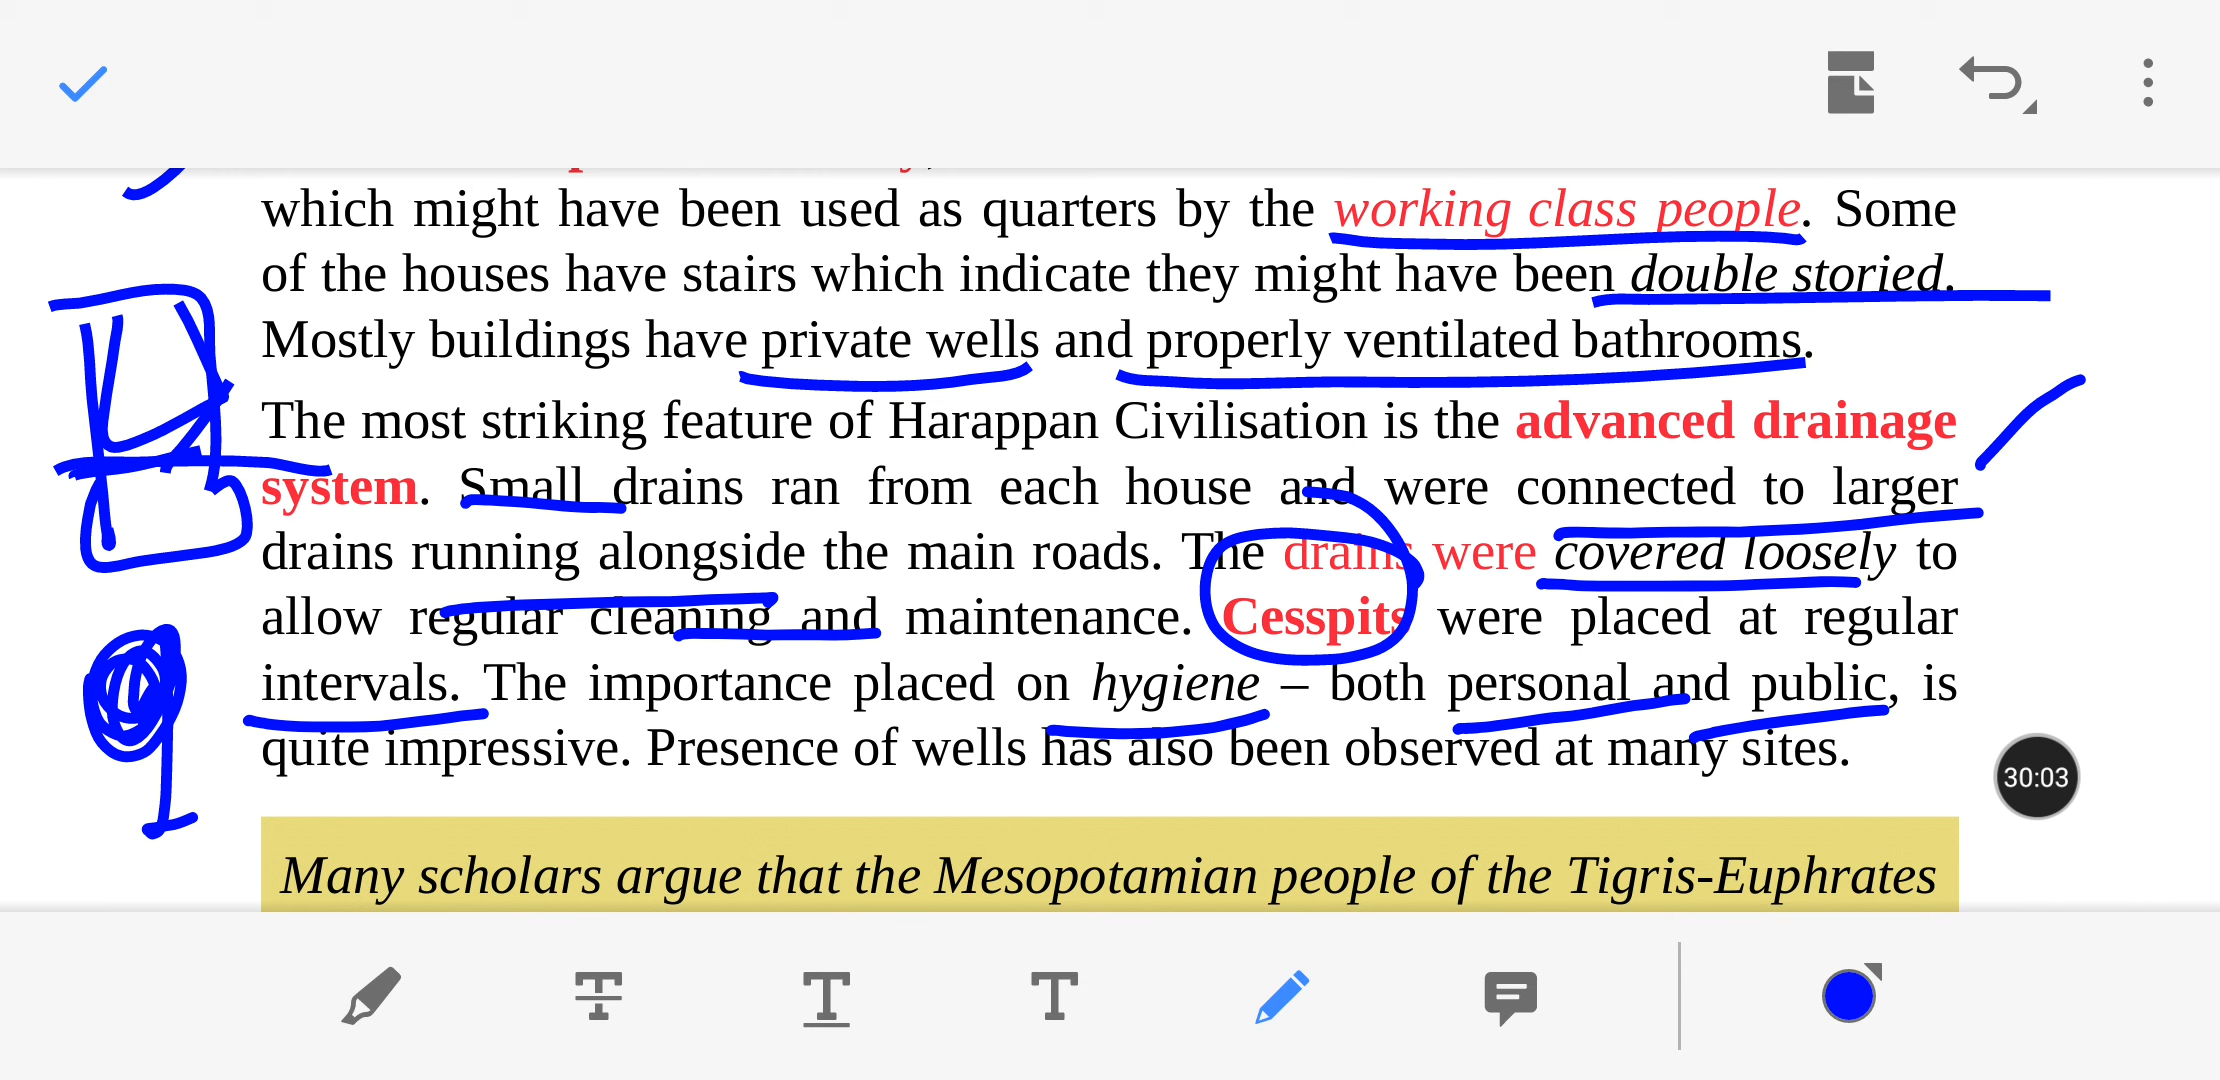 which might have been used as quarters by the working class people. Some
of the houses have stairs which indicate they might have been double storied.
Mostly buildings have private wells and properly ventilated bathrooms.
The most striking feature of Harappan Civilisation is the advanced drainage
system. Small drains ran from each house and were connected to larger
drains running alongside the main roads. The drains were covered loosely to
allow regular cleaning and maintenance. Cesspits were placed at regular
intervals. The importance placed on hygiene – both personal and public, is
quite impressive. Presence of wells has also been observed at many sites.
30:03
Many scholars argue that the Mesopotamian people of the Tigris-Euphrates